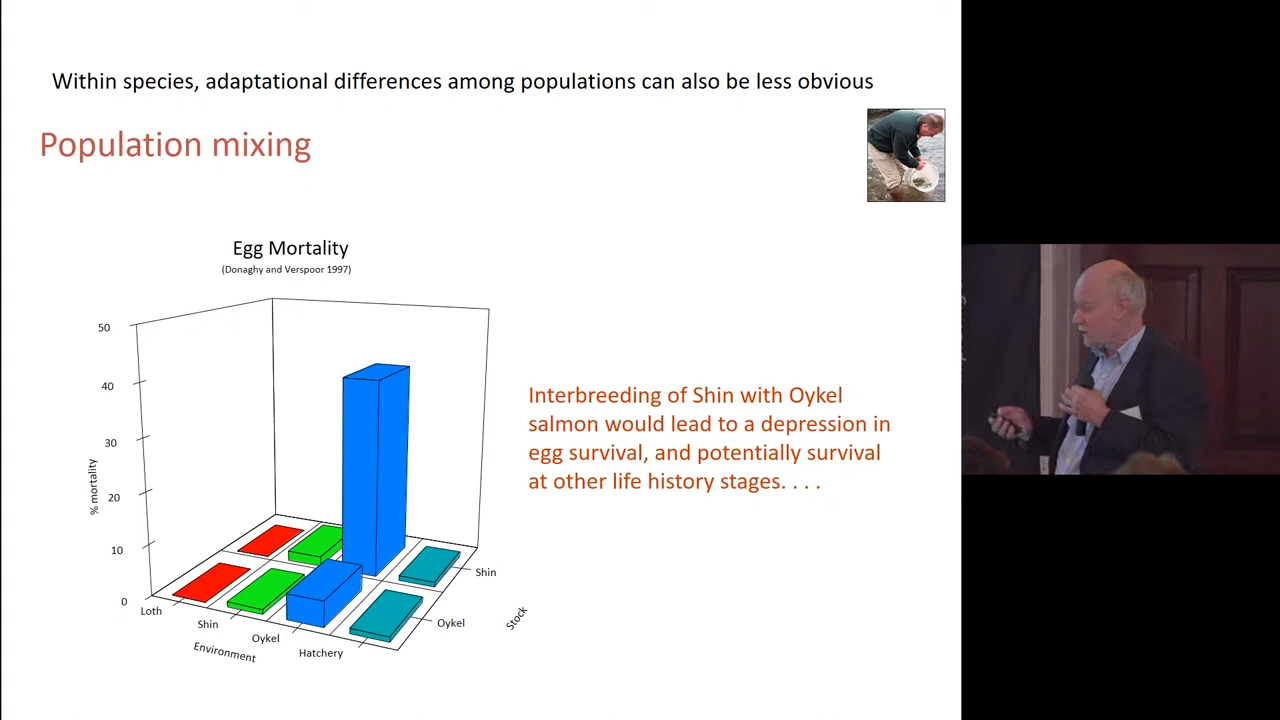 Within species, adaptational differences among populations can also be less obvious
Population mixing
Egg Mortality
(Donaghy and Verspoor 1997)
50
40
30
20
10
0
% mortality
Loth
Shin
Oykel
Hatchery
Environment
Shin
Oykel
Stock
Interbreeding of Shin with Oykel
salmon would lead to a depression in
egg survival, and potentially survival
at other life history stages. . . .